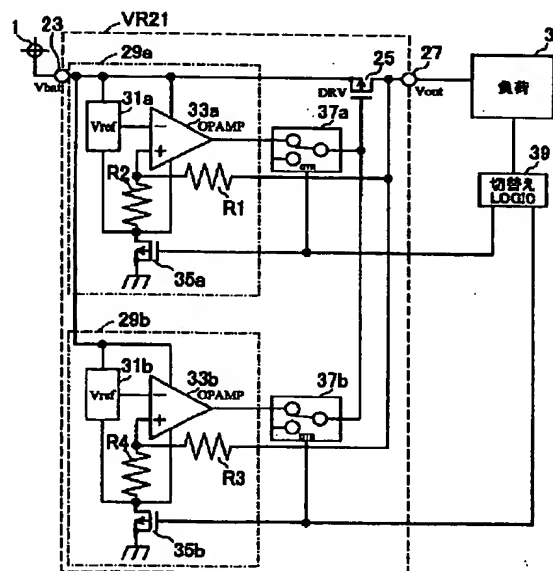 VR21
1
23
Vbat
29a
31a
Vref
33a
OPAMP
R2
R1
35a
37a
DRV
25
27
Vout
3
負荷
39
切替え
LOGIC
29b
31b
Vref
33b
OPAMP
R4
R3
35b
37b